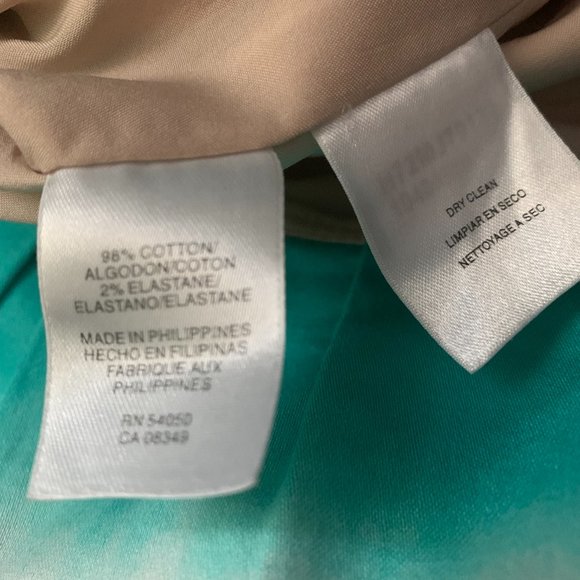 98% COTTON/
ALGODON/COTON
2% ELASTANE/
ELASTANO/ELASTANE
MADE IN PHILIPPINES
HECHO EN FILIPINAS
FABRIQUE AUX
PHILIPPINES
RN 54050
CA 08349
DRY CLEAN
LIMPIAR EN SECO
NETTOYAGE A SEC